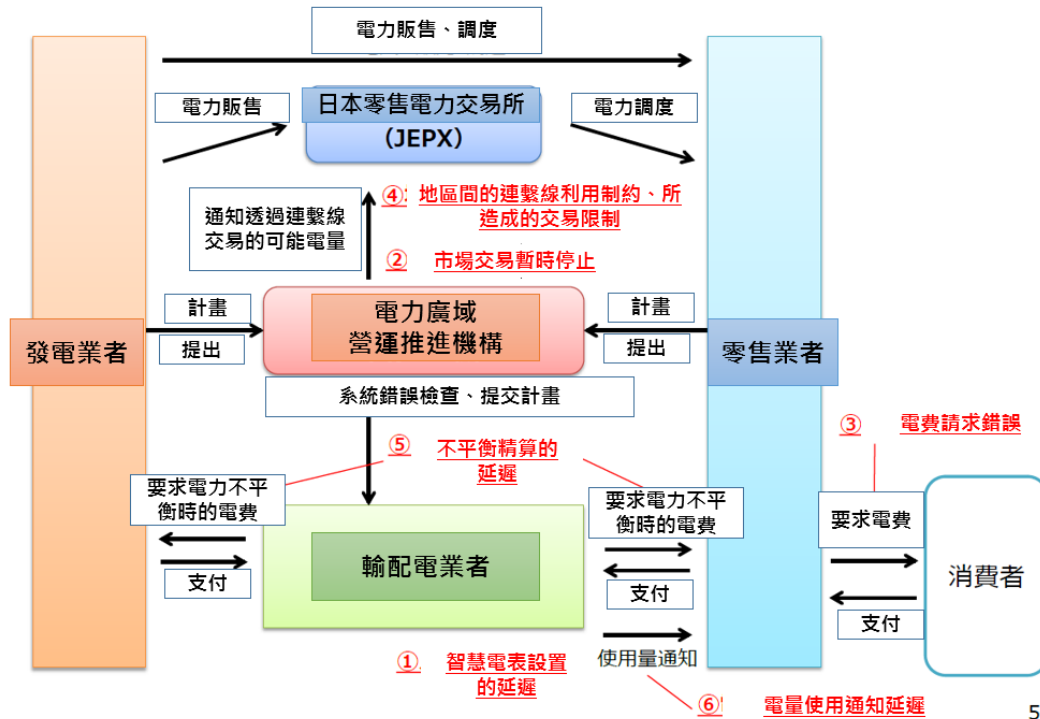 電力販售、調度
電力販售
日本零售電力交易所
（JEPX）
電力調度
通知透過連繫線
交易的可能電量
④ 地區間的連繫線利用制約、所
造成的交易限制
② 市場交易暫時停止
計畫
提出
電力廣域
營運推進機構
計畫
提出
發電業者
零售業者
系統錯誤檢查、提交計畫
③ 電費請求錯誤
⑤ 不平衡精算的
延遲
要求電力不平
衡時的電費
支付
輸配電業者
要求電力不平
衡時的電費
支付
要求電費
支付
消費者
使用量通知
① 智慧電表設置
的延遲
⑥ 電量使用通知延遲
5